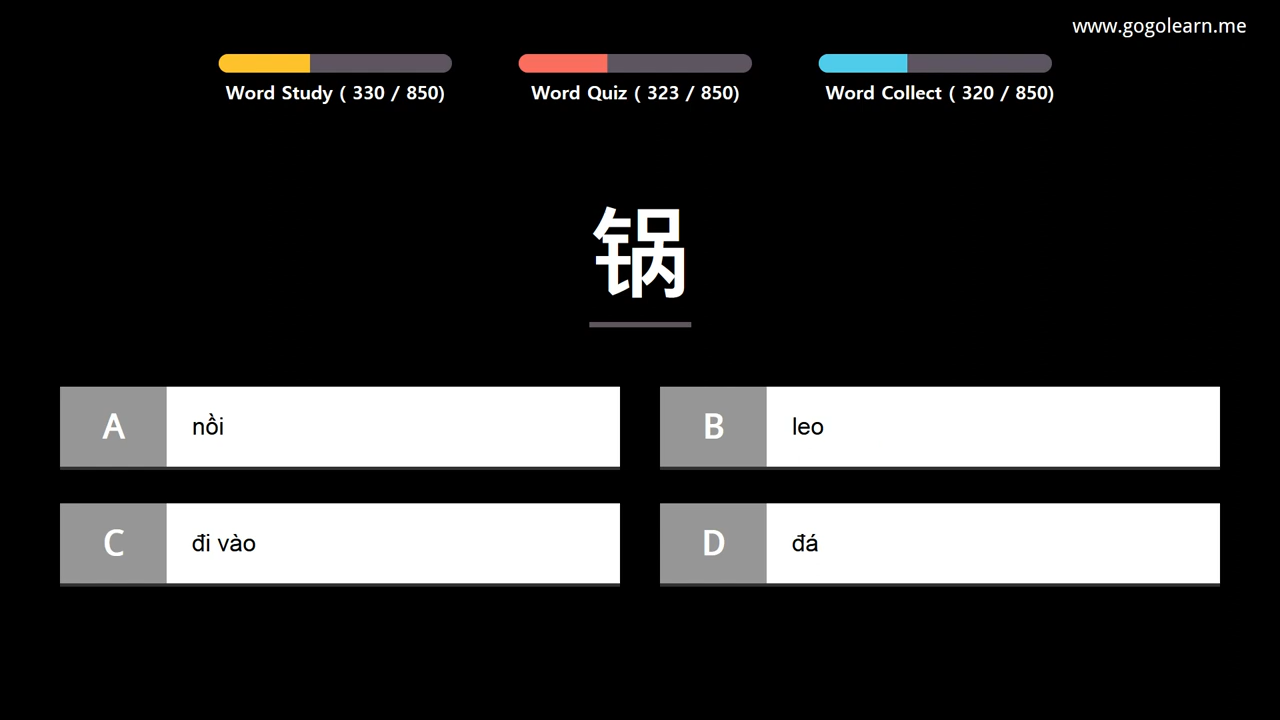 www.gogolearn.me
Word Study ( 330 / 850)
Word Quiz ( 323 / 850)
Word Collect ( 320 / 850)
锅
A nồi
B leo
C đi vào
D đá